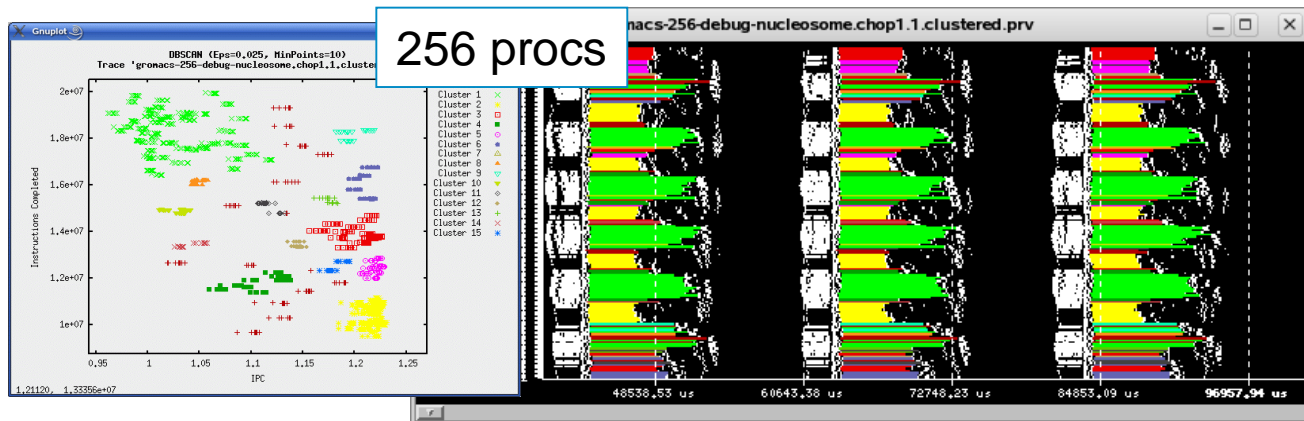 Gnuplot
256 procs
macs-256-debug-nucleosome.chop1.1.clustered.prv
DBSCAN (Eps=0.025, MinPoints=10)
Trace 'gromacs-256-debug-nucleosome.chop1.1.cluster
Cluster 1
Cluster 2
Cluster 3
Cluster 4
Cluster 5
Cluster 6
Cluster 7
Cluster 8
Cluster 9
Cluster 10
Cluster 11
Cluster 12
Cluster 13
Cluster 14
Cluster 15
2e+07
1.8e+07
1.6e+07
1.4e+07
1.2e+07
1e+07
Instructions Completed
0.95 1 1.05 1.1 1.15 1.2 1.25
IPC
1.21120, 1.33356e+07
48538.53 us 60643.38 us 72748.23 us 84853.09 us 96957.94 us